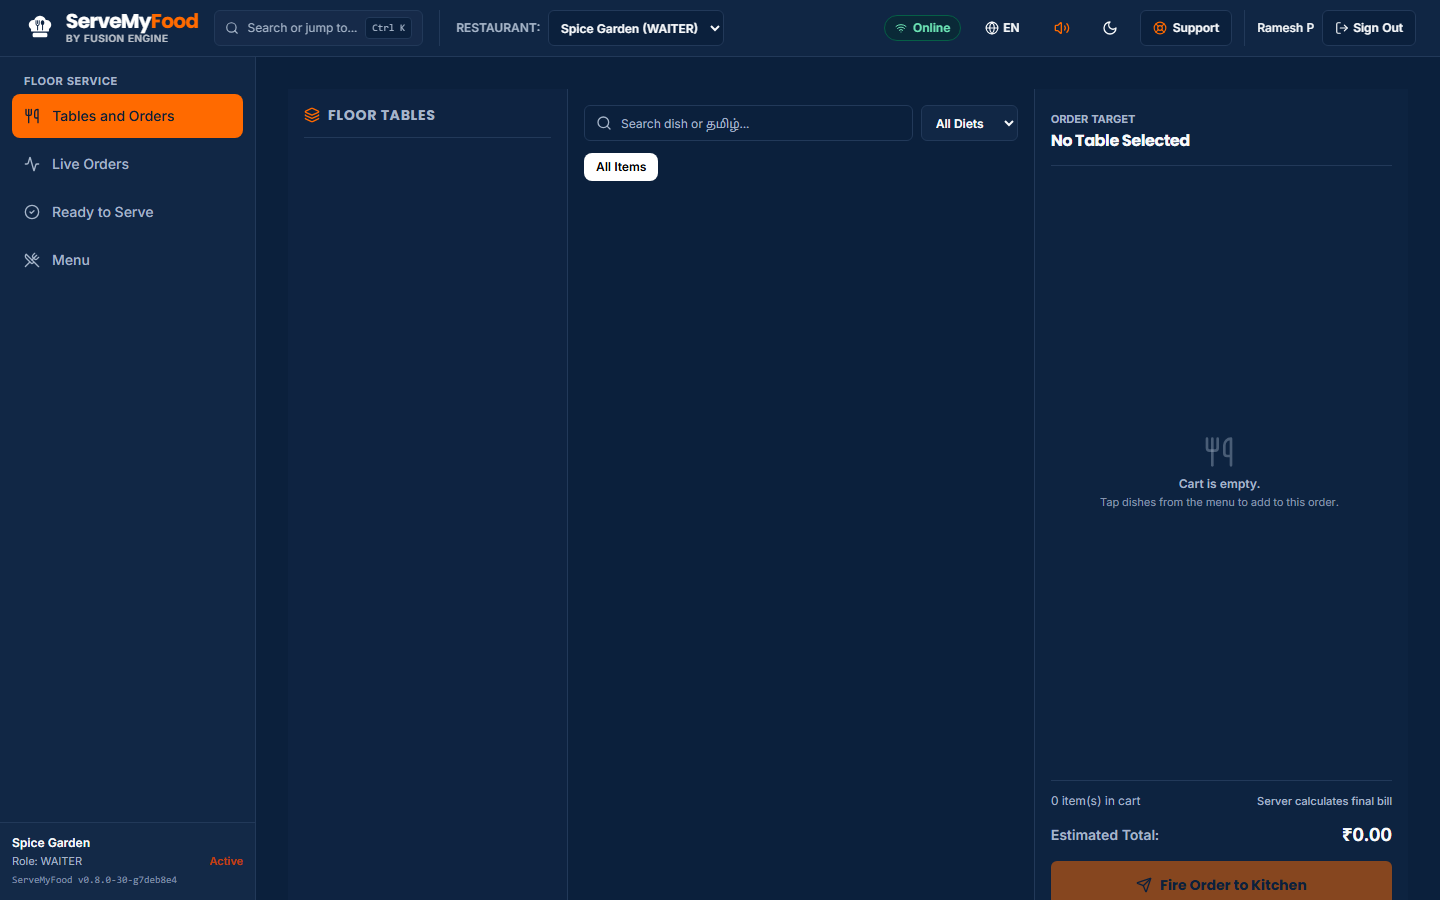 ServeMyFood
BY FUSION ENGINE
Search or jump to... Ctrl K
RESTAURANT: Spice Garden (WAITER)
Online
EN
Support
Ramesh P
Sign Out
FLOOR SERVICE
Tables and Orders
Live Orders
Ready to Serve
Menu
Spice Garden
Role: WAITER Active
ServeMyFood v0.8.0-30-g7deb8e4
FLOOR TABLES
Search dish or தமிழ்...
All Diets
All Items
ORDER TARGET
No Table Selected
Cart is empty.
Tap dishes from the menu to add to this order.
0 item(s) in cart Server calculates final bill
Estimated Total: ₹0.00
Fire Order to Kitchen